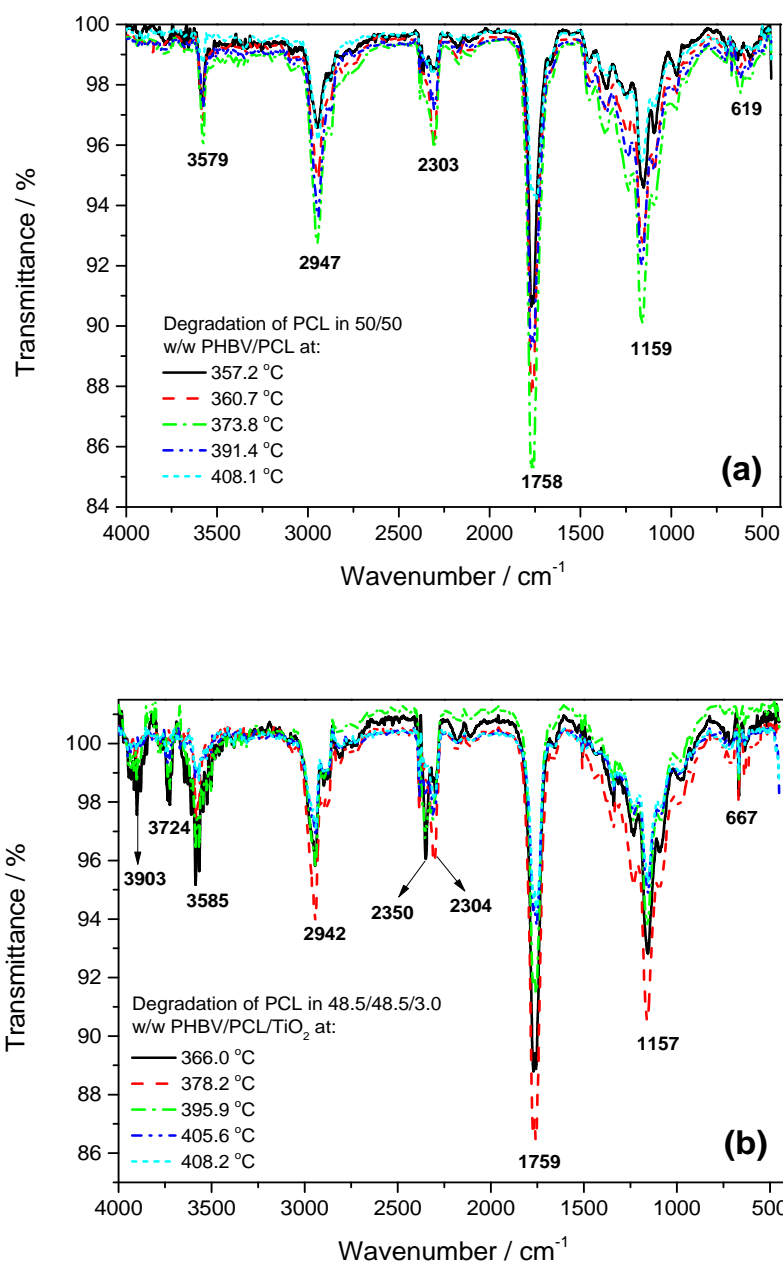 100
98
96
94
92
90
88
86
84
Transmittance / %
3579
2947
2303
1758
1159
619
Degradation of PCL in 50/50
w/w PHBV/PCL at:
357.2 °C
360.7 °C
373.8 °C
391.4 °C
408.1 °C
(a)
4000 3500 3000 2500 2000 1500 1000 500
Wavenumber / cm⁻¹
100
98
96
94
92
90
88
86
Transmittance / %
3903
3724
3585
2942
2350
2304
1759
1157
667
Degradation of PCL in 48.5/48.5/3.0
w/w PHBV/PCL/TiO₂ at:
366.0 °C
378.2 °C
395.9 °C
405.6 °C
408.2 °C
(b)
4000 3500 3000 2500 2000 1500 1000 500
Wavenumber / cm⁻¹